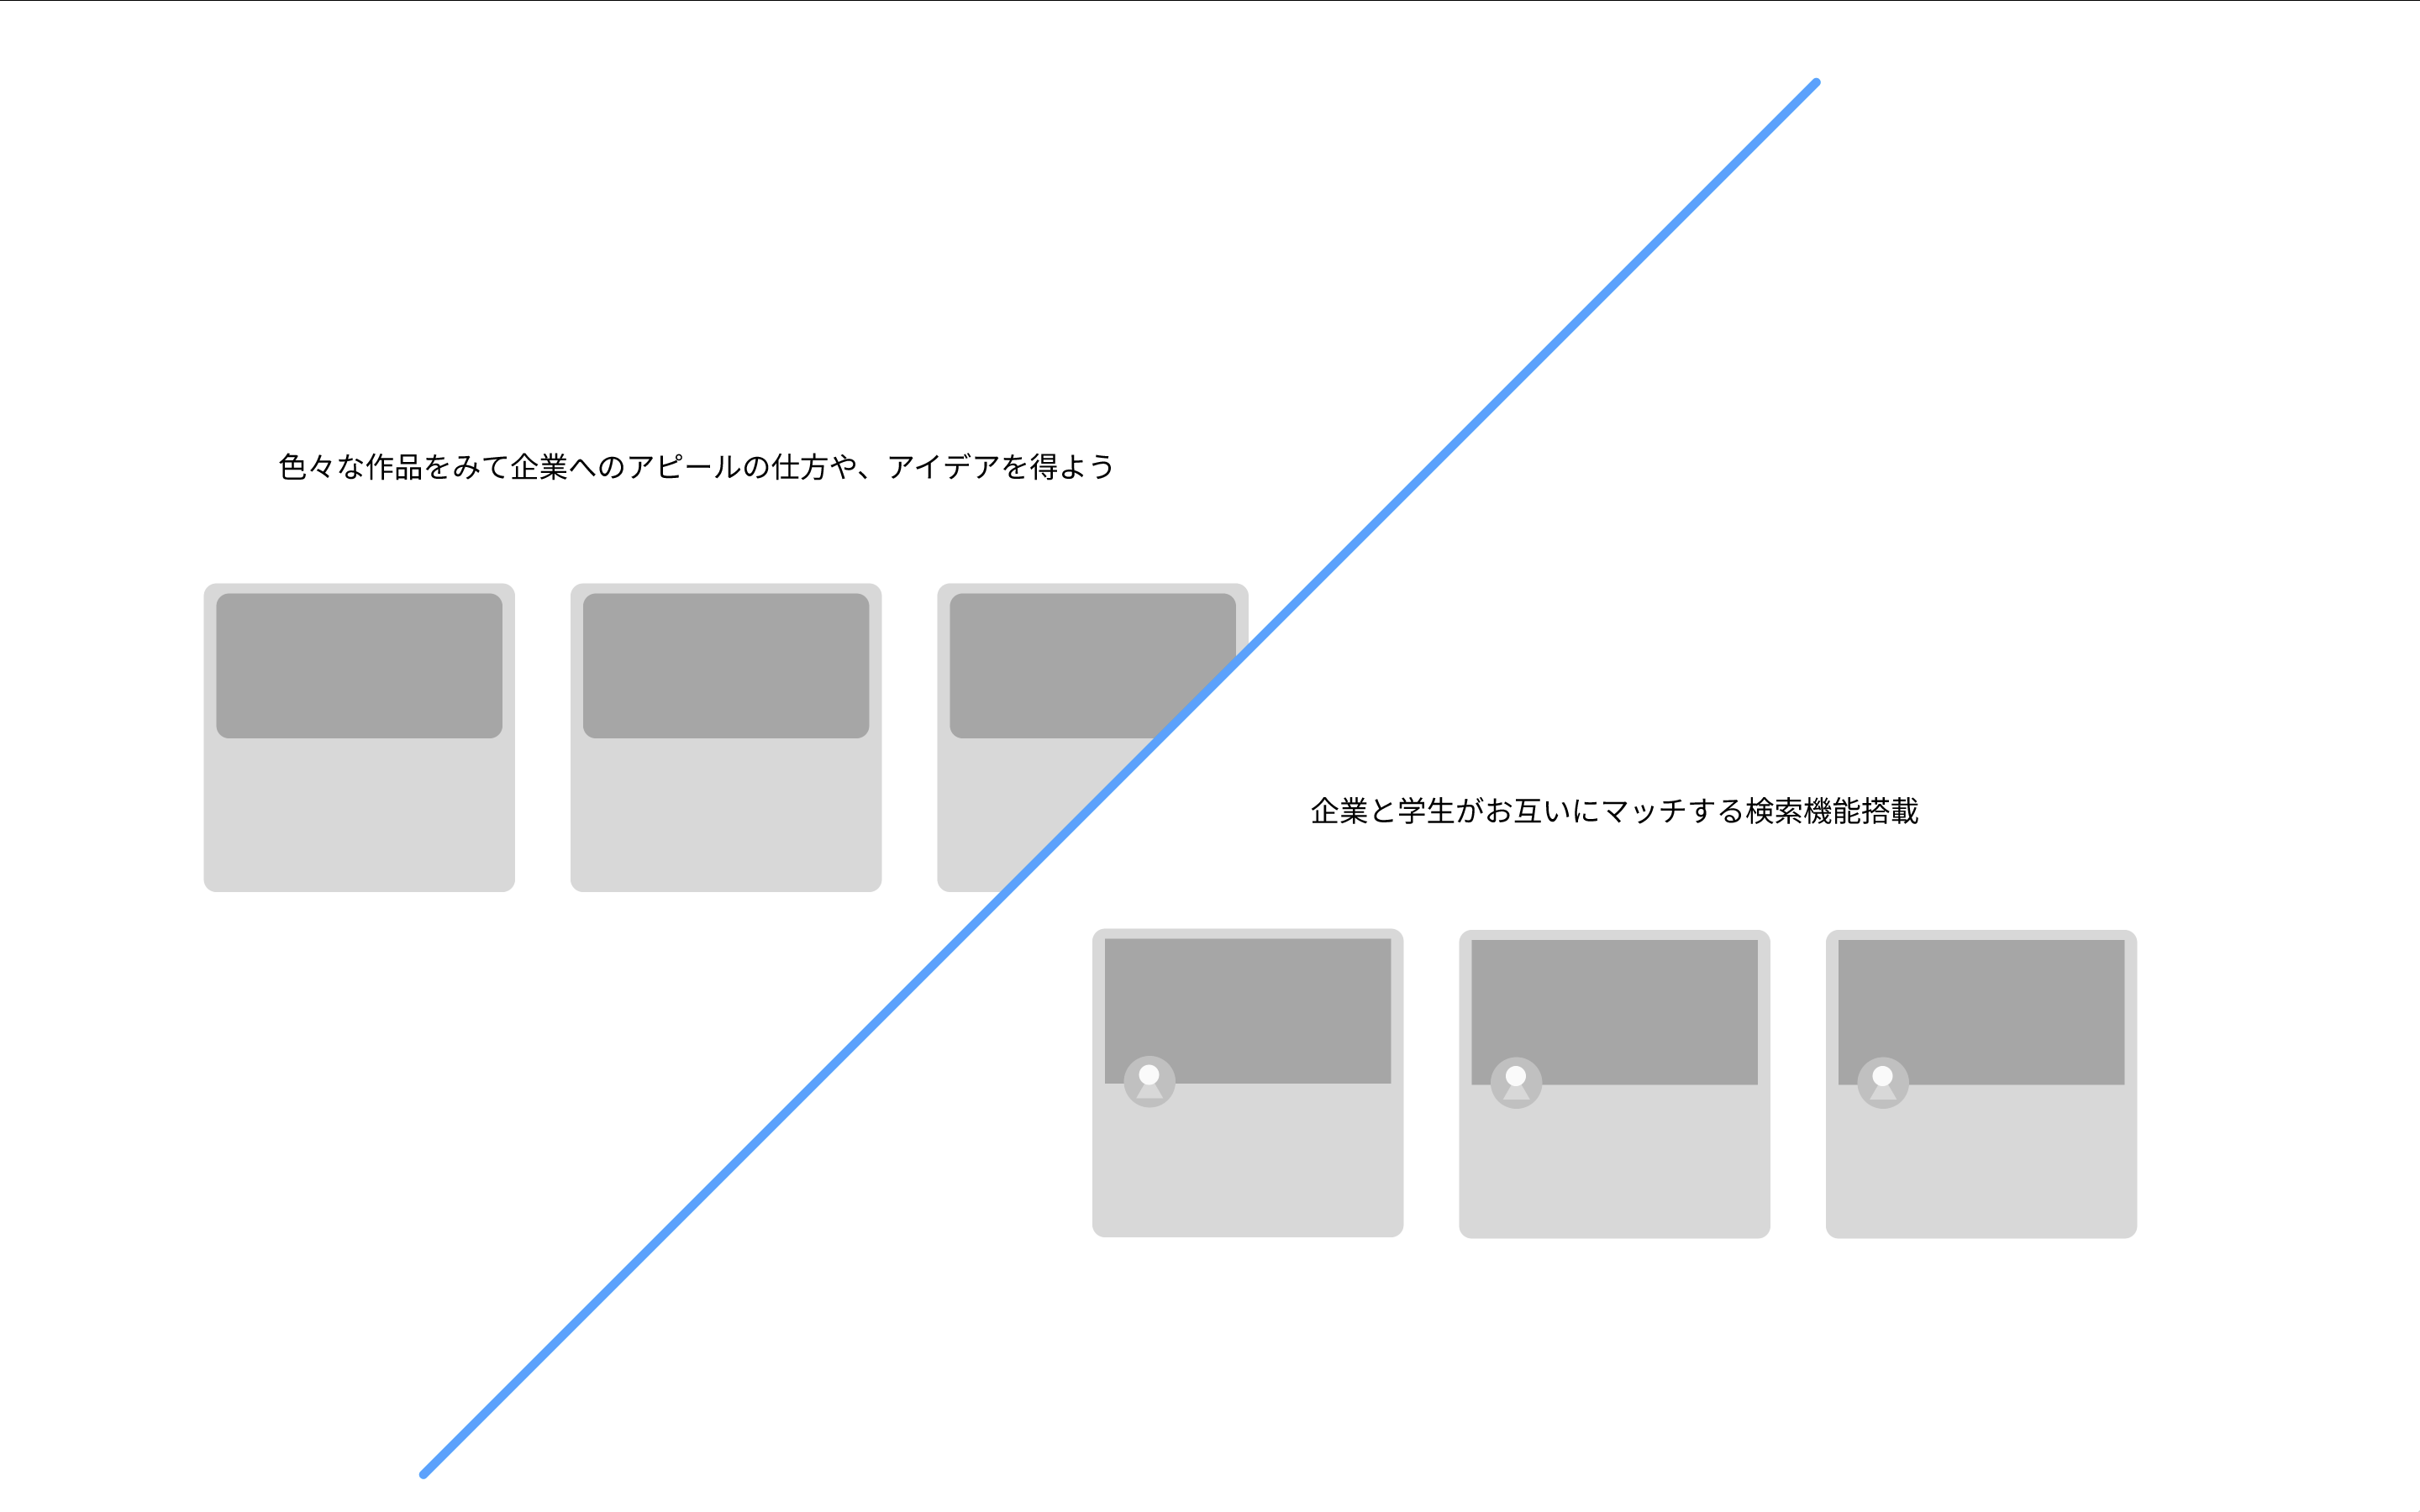 色々な作品をみて企業へのアピールの仕方や、 アイデアを得よう
企業と学生がお互いにマッチする検索機能搭載